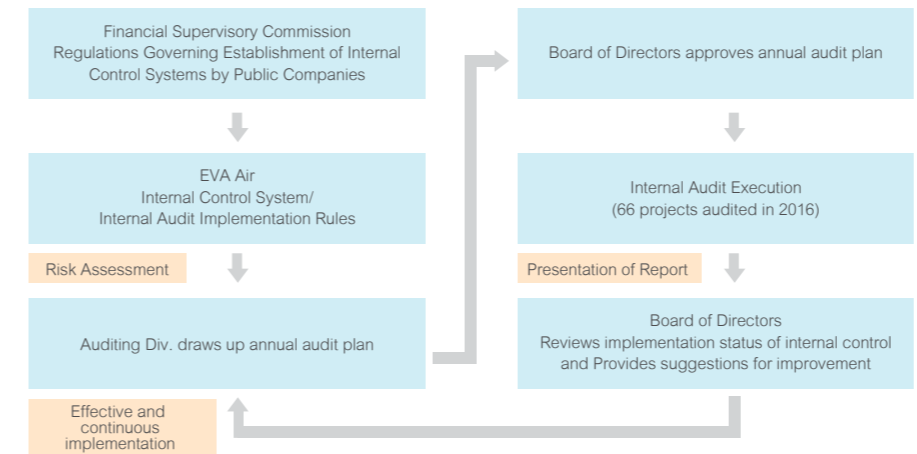 Financial Supervisory Commission
Regulations Governing Establishment of Internal
Control Systems by Public Companies
EVA Air
Internal Control System/
Internal Audit Implementation Rules
Risk Assessment
Auditing Div. draws up annual audit plan
Effective and
continuous
implementation
Board of Directors approves annual audit plan
Internal Audit Execution
(66 projects audited in 2016)
Presentation of Report
Board of Directors
Reviews implementation status of internal control
and Provides suggestions for improvement